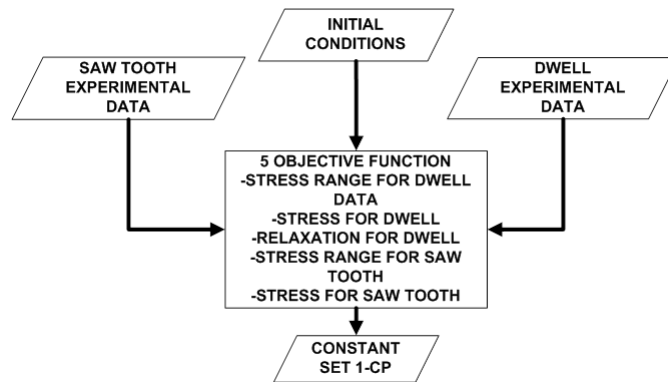 INITIAL
CONDITIONS
SAW TOOTH
EXPERIMENTAL
DATA
DWELL
EXPERIMENTAL
DATA
5 OBJECTIVE FUNCTION
-STRESS RANGE FOR DWELL
DATA
-STRESS FOR DWELL
-RELAXATION FOR DWELL
-STRESS RANGE FOR SAW
TOOTH
-STRESS FOR SAW TOOTH
CONSTANT
SET 1-CP